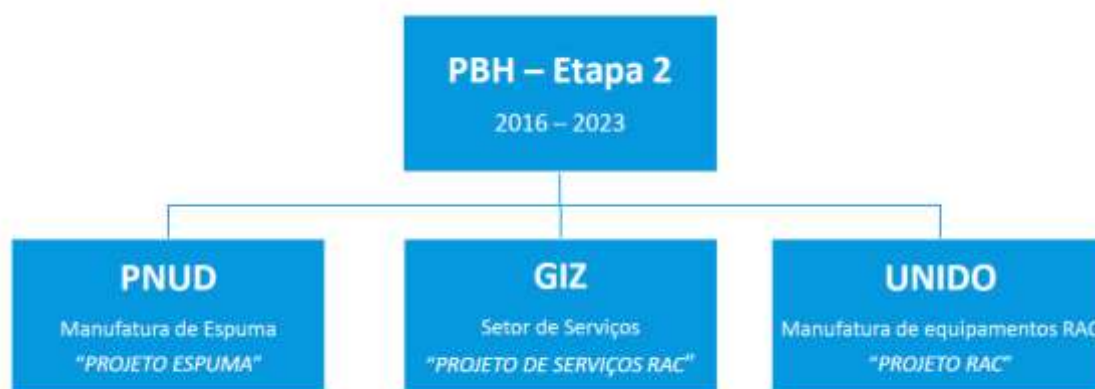 PBH – Etapa 2
2016 – 2023
PNUD
Manufatura de Espuma
"PROJETO ESPUMA"
GIZ
Setor de Serviços
"PROJETO DE SERVIÇOS RAC"
UNIDO
Manufatura de equipamentos RAC
"PROJETO RAC"